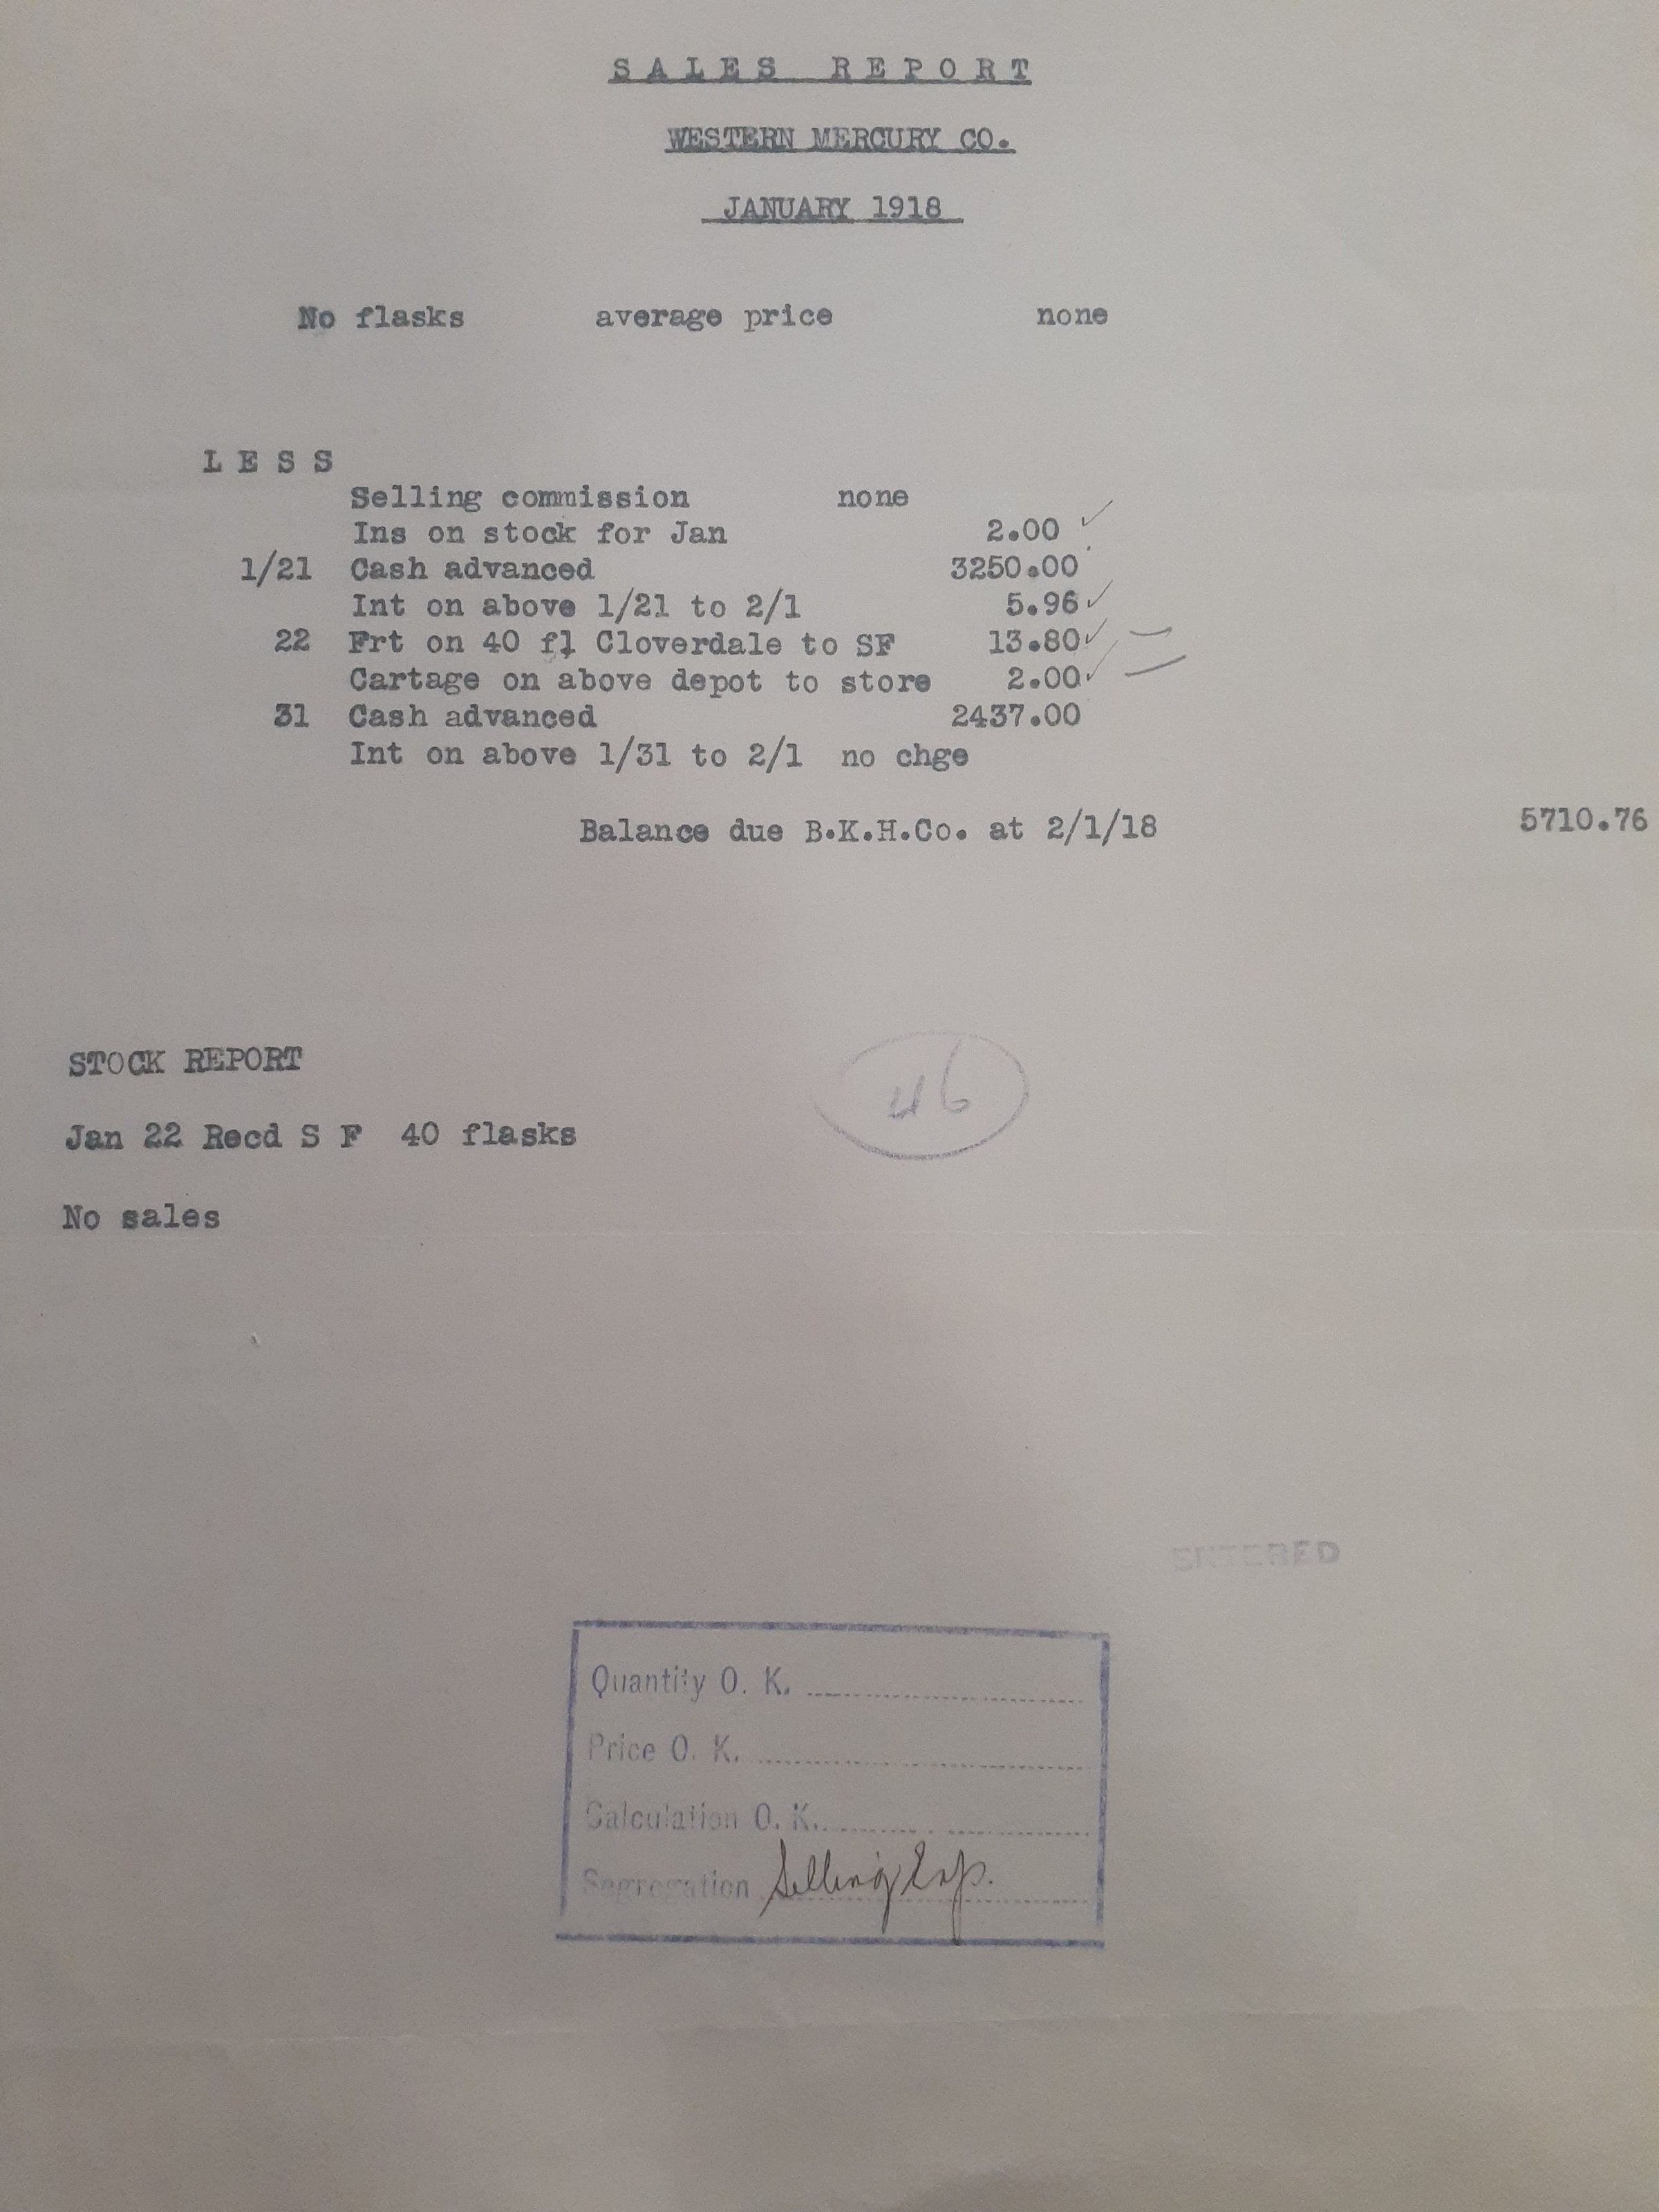 SALES REPORT
WESTERN MERCURY CO.
JANUARY 1918
No flasks average price none
LESS
Selling commission none
Ins on stock for Jan 2.00 ✓
1/21 Cash advanced 3250.00
Int on above 1/21 to 2/1 5.96 ✓
22 Frt on 40 fl Cloverdale to SF 13.80 ✓
Cartage on above depot to store 2.00 ✓
31 Cash advanced 2437.00
Int on above 1/31 to 2/1 no chge
Balance due B.K.H.Co. at 2/1/18 5710.76
STOCK REPORT
46
Jan 22 Recd S F 40 flasks
No sales
ENTERED
Quantity O. K.
Price O. K.
Calculation O. K.
Segregation Selling Exp.